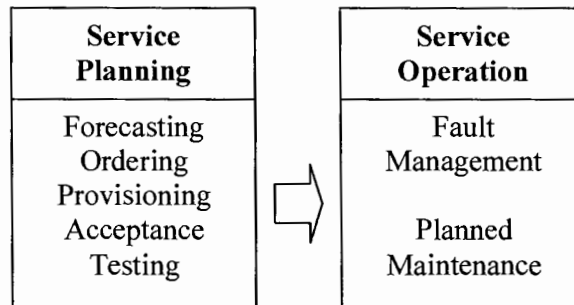 Service
Planning
Forecasting
Ordering
Provisioning
Acceptance
Testing
Service
Operation
Fault
Management
Planned
Maintenance